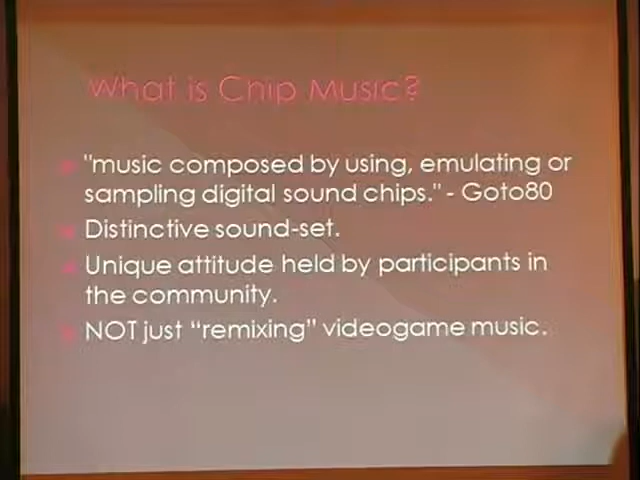 What is Chip Music?
"music composed by using, emulating or
sampling digital sound chips." - Goto80
Distinctive sound-set.
Unique attitude held by participants in
the community.
NOT just “remixing” videogame music.